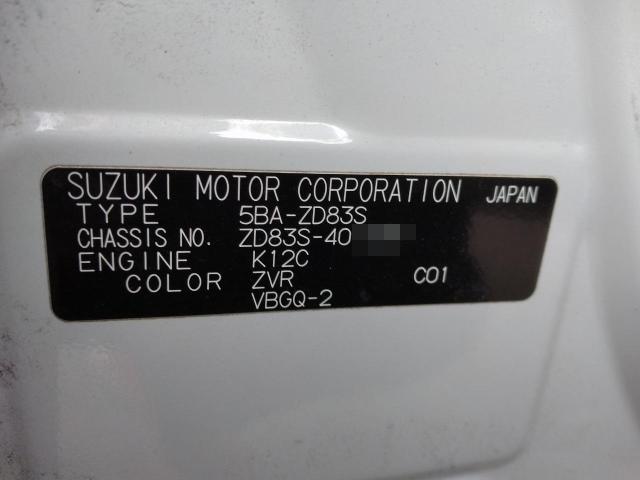 SUZUKI MOTOR CORPORATION JAPAN
TYPE 5BA-ZD83S
CHASSIS NO. ZD83S-40
ENGINE K12C
COLOR ZVR C01
VBGQ-2